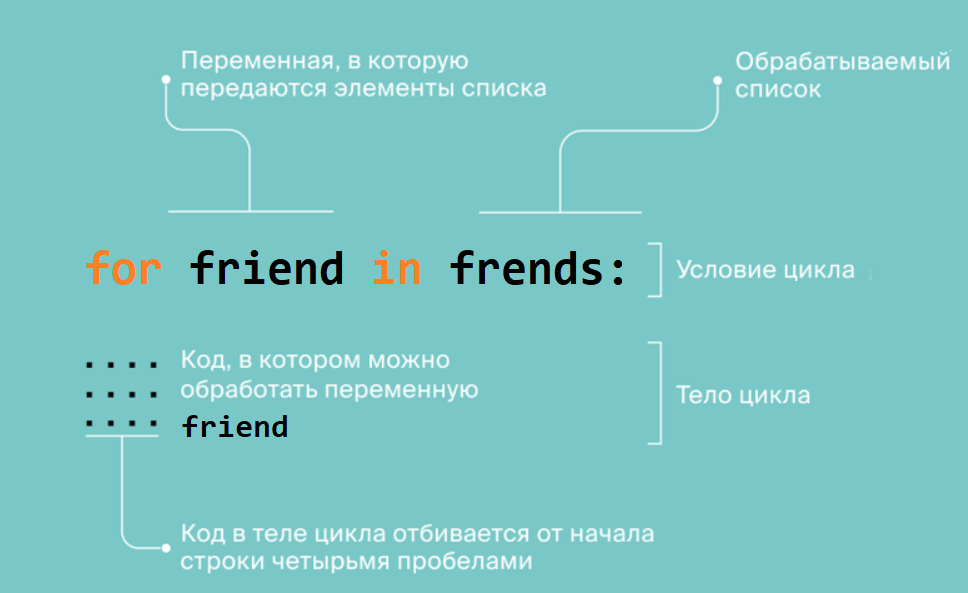 Переменная, в которую
передаются элементы списка
Обрабатываемый
список
for friend in frends:
Условие цикла
.... Код, в котором можно
.... обработать переменную
.... friend
Тело цикла
Код в теле цикла отбивается от начала
строки четырьмя пробелами